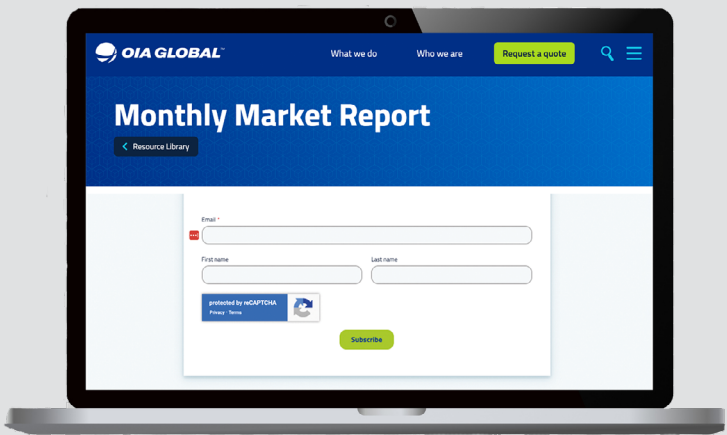 OIA GLOBAL™
What we do
Who we are
Request a quote
Monthly Market Report
Resource Library
Email *
First name
Last name
protected by reCAPTCHA
Privacy - Terms
Subscribe